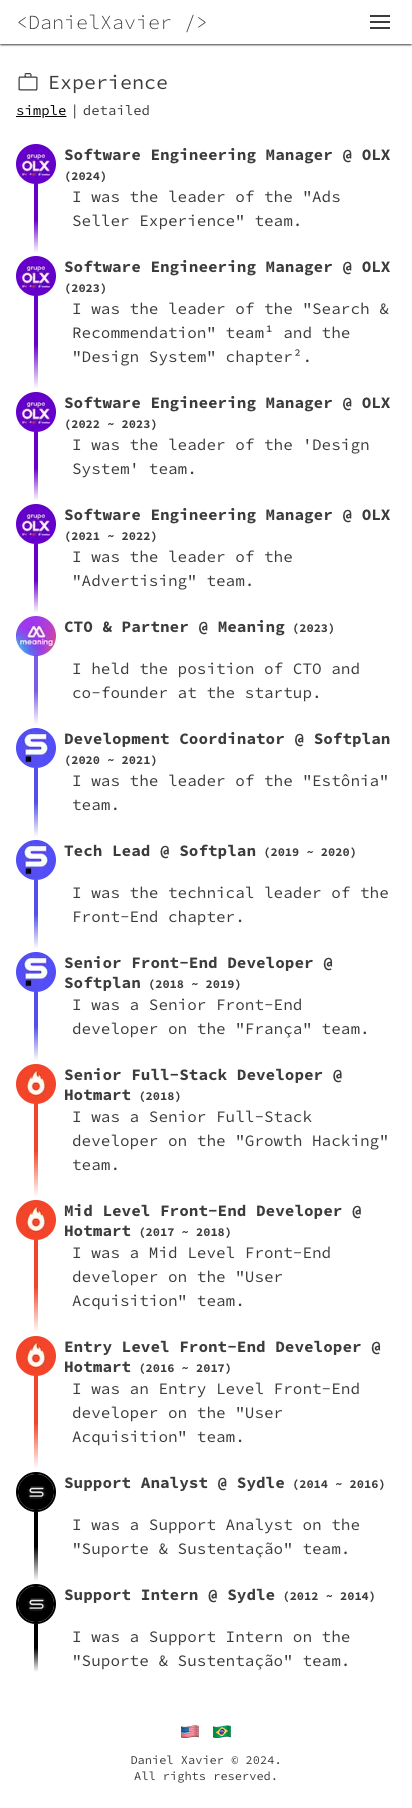 <DanielXavier />
Experience
simple | detailed
grupo
OLX
Software Engineering Manager @ OLX
(2024)
I was the leader of the "Ads
Seller Experience" team.
grupo
OLX
Software Engineering Manager @ OLX
(2023)
I was the leader of the "Search &
Recommendation" team¹ and the
"Design System" chapter².
grupo
OLX
Software Engineering Manager @ OLX
(2022 ~ 2023)
I was the leader of the 'Design
System' team.
grupo
OLX
Software Engineering Manager @ OLX
(2021 ~ 2022)
I was the leader of the
"Advertising" team.
meaning
CTO & Partner @ Meaning (2023)
I held the position of CTO and
co-founder at the startup.
Development Coordinator @ Softplan
(2020 ~ 2021)
I was the leader of the "Estônia"
team.
Tech Lead @ Softplan (2019 ~ 2020)
I was the technical leader of the
Front-End chapter.
Senior Front-End Developer @
Softplan (2018 ~ 2019)
I was a Senior Front-End
developer on the "França" team.
Senior Full-Stack Developer @
Hotmart (2018)
I was a Senior Full-Stack
developer on the "Growth Hacking"
team.
Mid Level Front-End Developer @
Hotmart (2017 ~ 2018)
I was a Mid Level Front-End
developer on the "User
Acquisition" team.
Entry Level Front-End Developer @
Hotmart (2016 ~ 2017)
I was an Entry Level Front-End
developer on the "User
Acquisition" team.
Support Analyst @ Sydle (2014 ~ 2016)
I was a Support Analyst on the
"Suporte & Sustentação" team.
Support Intern @ Sydle (2012 ~ 2014)
I was a Support Intern on the
"Suporte & Sustentação" team.
Daniel Xavier © 2024.
All rights reserved.